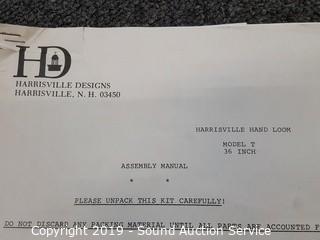 HD
HARRISVILLE DESIGNS
HARRISVILLE, N. H. 03450
HARRISVILLE HAND LOOM
MODEL T
36 INCH
ASSEMBLY MANUAL
* *
PLEASE UNPACK THIS KIT CAREFULLY!
DO NOT DISCARD ANY PACKING MATERIAL UNTIL ALL PARTS ARE ACCOUNTED F
Copyright 2019 - Sound Auction Service